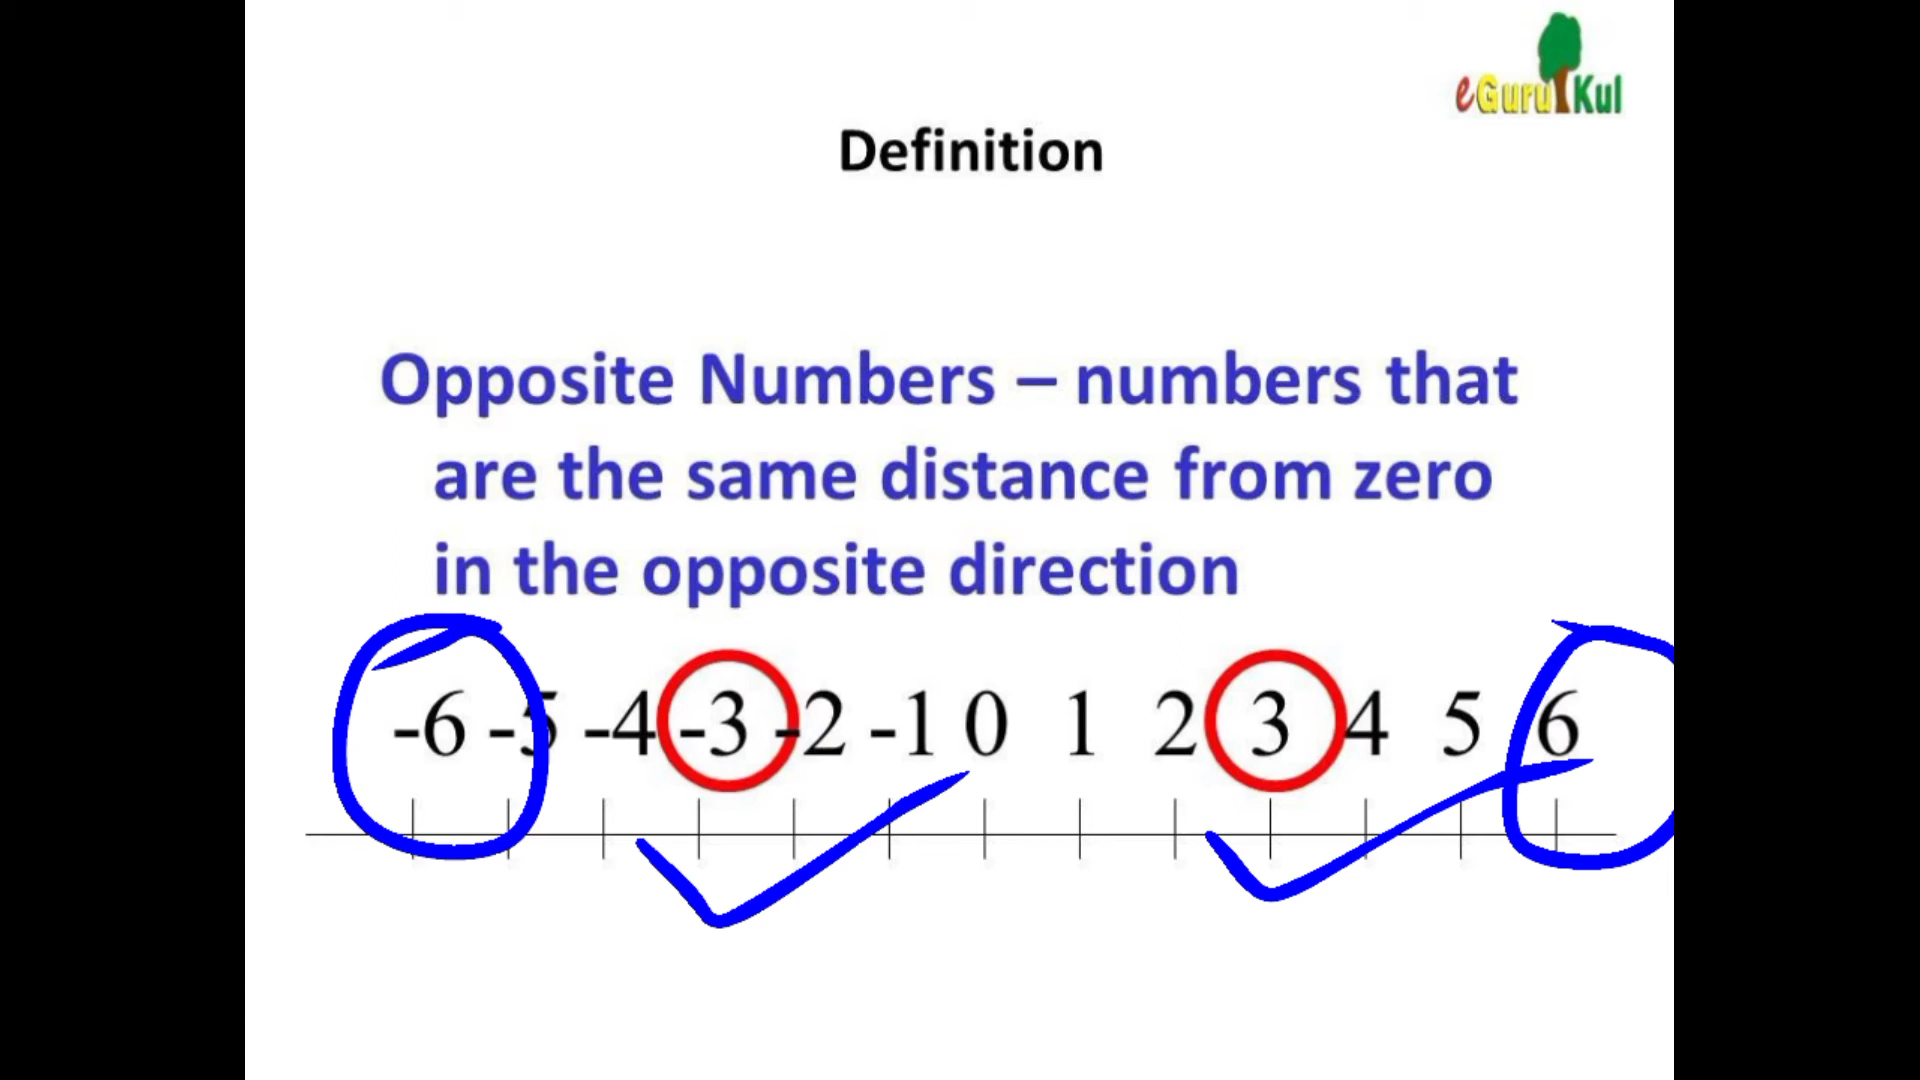 eGuruKul
Definition
Opposite Numbers – numbers that
are the same distance from zero
in the opposite direction
-6 -5 -4 -3 -2 -1 0 1 2 3 4 5 6